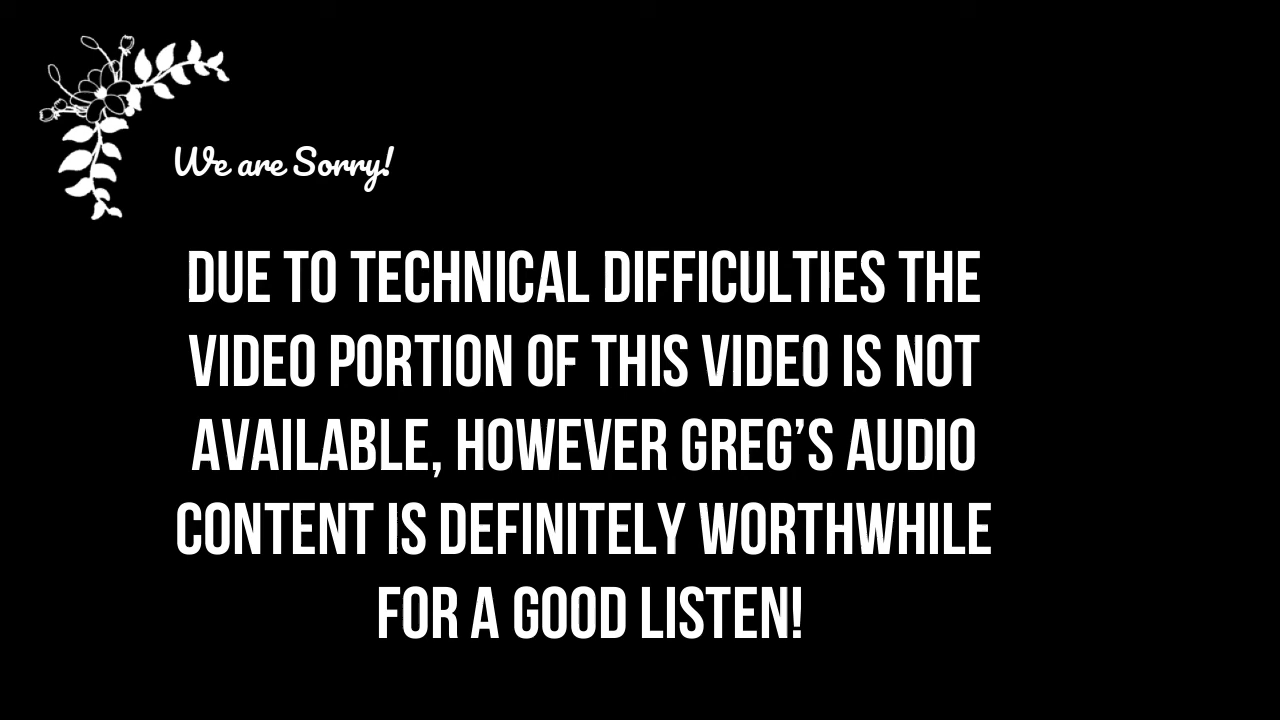 We are Sorry!
DUE TO TECHNICAL DIFFICULTIES THE
VIDEO PORTION OF THIS VIDEO IS NOT
AVAILABLE, HOWEVER GREG’S AUDIO
CONTENT IS DEFINITELY WORTHWHILE
FOR A GOOD LISTEN!